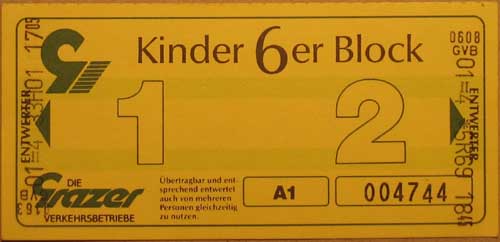 Kinder 6er Block
0608
GVB
1
2
ENTWERTER
ENTWERTER
DIE
Grazer
VERKEHRSBETRIEBE
Übertragbar und ent-
sprechend entwertet
auch von mehreren
Personen gleichzeitig
zu nutzen.
A1
004744